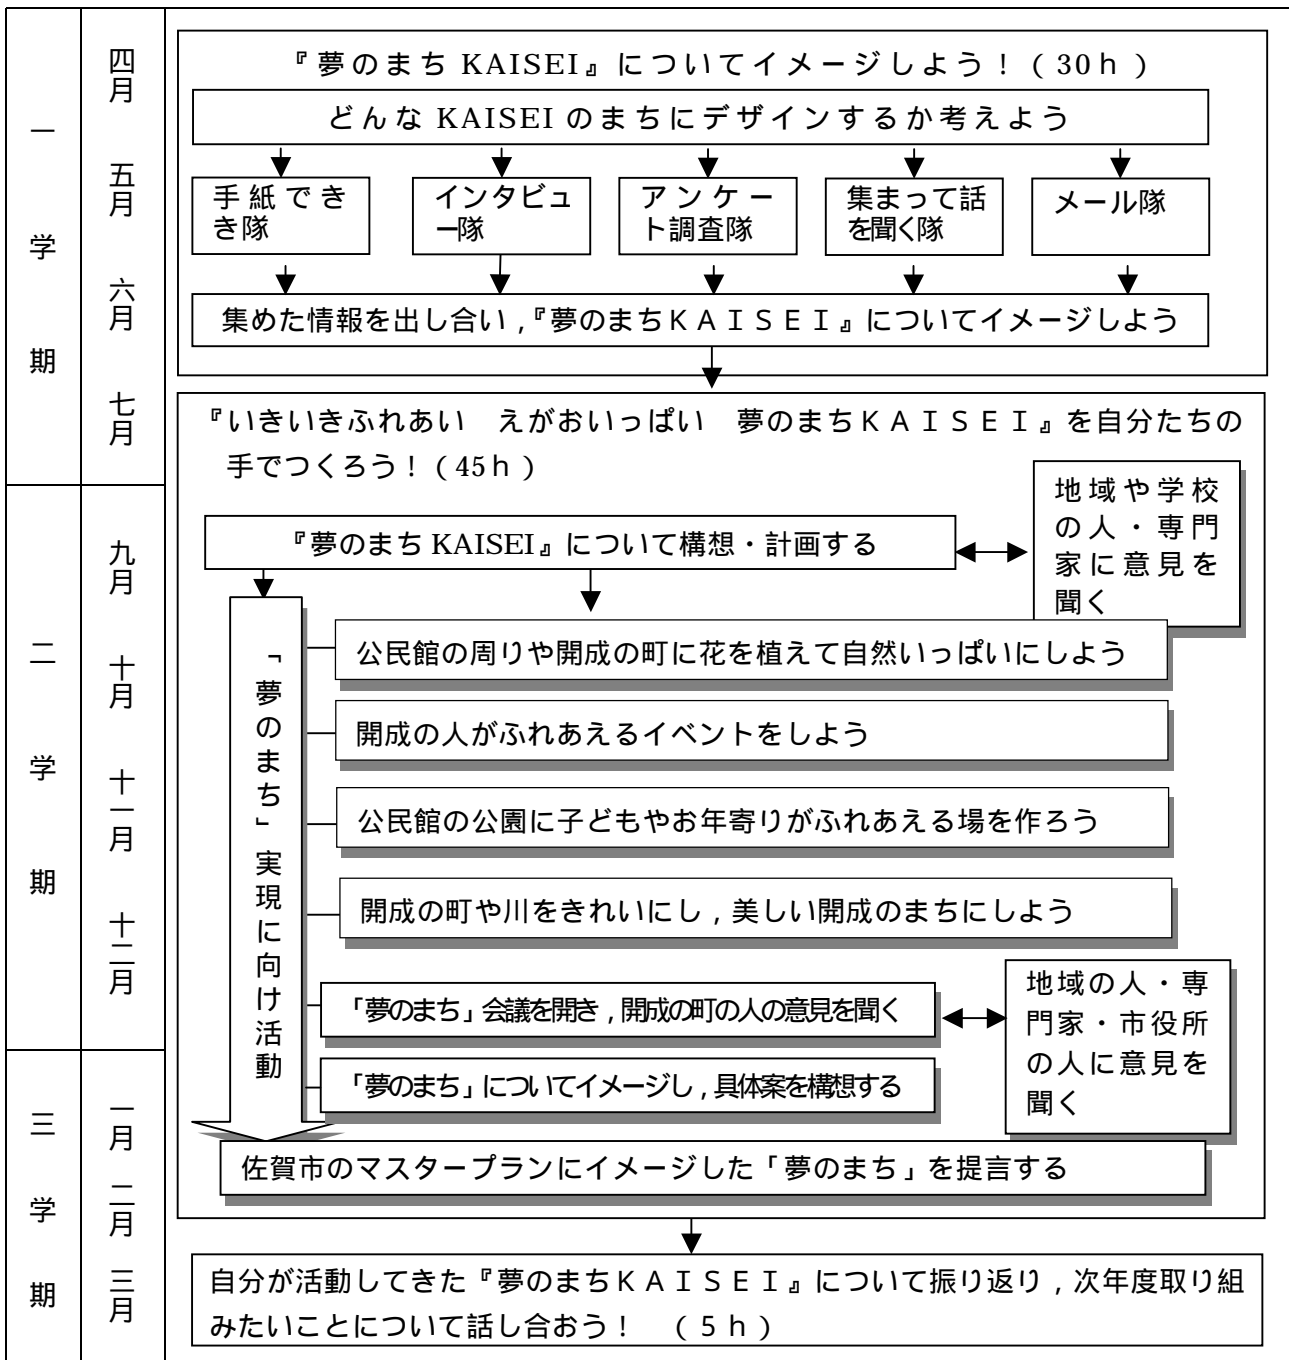 一学期
四月
五月
六月
七月
『夢のまち KAISEI』についてイメージしよう！（30ｈ）
どんな KAISEI のまちにデザインするか考えよう
手紙でき
き隊
インタビュ
ー隊
アンケー
ト調査隊
集まって話
を聞く隊
メール隊
集めた情報を出し合い，『夢のまちＫＡＩＳＥＩ』についてイメージしよう
『いきいきふれあい　えがおいっぱい　夢のまちＫＡＩＳＥＩ』を自分たちの
手でつくろう！（45ｈ）
二学期
九月
十月
十一月
十二月
『夢のまち KAISEI』について構想・計画する
地域や学校
の人・専門
家に意見を
聞く
「夢のまち」実現に向け活動
公民館の周りや開成の町に花を植えて自然いっぱいにしよう
開成の人がふれあえるイベントをしよう
公民館の公園に子どもやお年寄りがふれあえる場を作ろう
開成の町や川をきれいにし，美しい開成のまちにしよう
「夢のまち」会議を開き，開成の町の人の意見を聞く
地域の人・専
門家・市役所
の人に意見を
聞く
「夢のまち」についてイメージし，具体案を構想する
三学期
一月
二月
三月
佐賀市のマスタープランにイメージした「夢のまち」を提言する
自分が活動してきた『夢のまちＫＡＩＳＥＩ』について振り返り，次年度取り組
みたいことについて話し合おう！　（５ｈ）